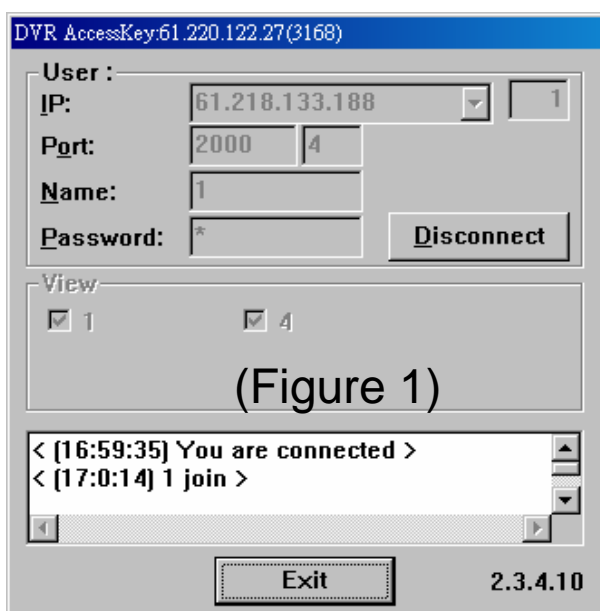 DVR AccessKey:61.220.122.27(3168)
User :
IP: 61.218.133.188 1
Port: 2000 4
Name: 1
Password: * Disconnect
View
1 4
(Figure 1)
< (16:59:35) You are connected >
< (17:0:14) 1 join >
Exit 2.3.4.10